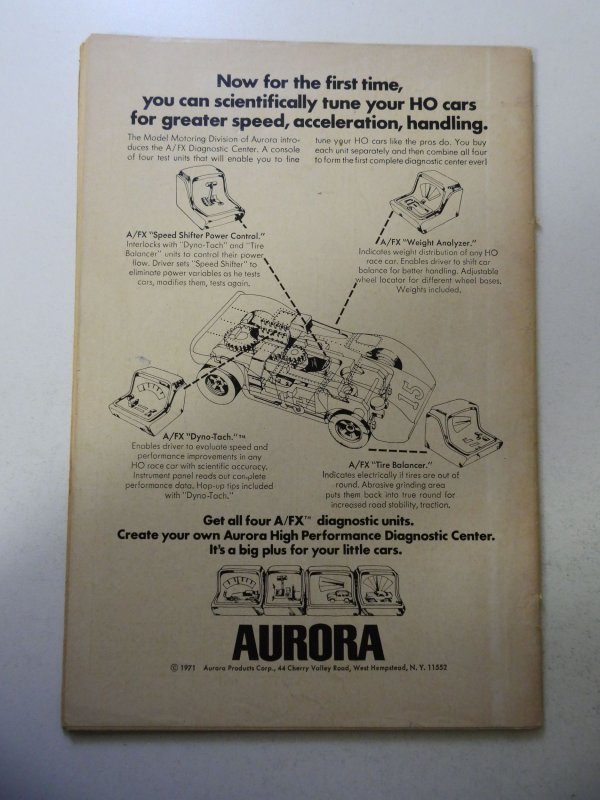 Now for the first time,
you can scientifically tune your HO cars
for greater speed, acceleration, handling.
The Model Motoring Division of Aurora intro-
duces the A/FX Diagnostic Center. A console
of four test units that will enable you to fine
tune your HO cars like the pros do. You buy
each unit separately and then combine all four
to form the first complete diagnostic center ever!
A/FX "Speed Shifter Power Control."
Interlocks with "Dyno-Tach" and "Tire
Balancer" units to control their power
flow. Driver sets "Speed Shifter" to
eliminate power variables as he tests
cars, modifies them, tests again.
A/FX "Weight Analyzer."
Indicates weight distribution of any HO
race car. Enables driver to shift car
balance for better handling. Adjustable
wheel locator for different wheel bases.
Weights included.
15
A/FX "Dyno-Tach."™
Enables driver to evaluate speed and
performance improvements in any
HO race car with scientific accuracy.
Instrument panel reads out complete
performance data. Hop-up tips included
with "Dyno-Tach."
A/FX "Tire Balancer."
Indicates electrically if tires are out of
round. Abrasive grinding area
puts them back into true round for
increased road stability, traction.
Get all four A/FX™ diagnostic units.
Create your own Aurora High Performance Diagnostic Center.
It's a big plus for your little cars.
AURORA
© 1971 Aurora Products Corp., 44 Cherry Valley Road, West Hempstead, N. Y. 11552